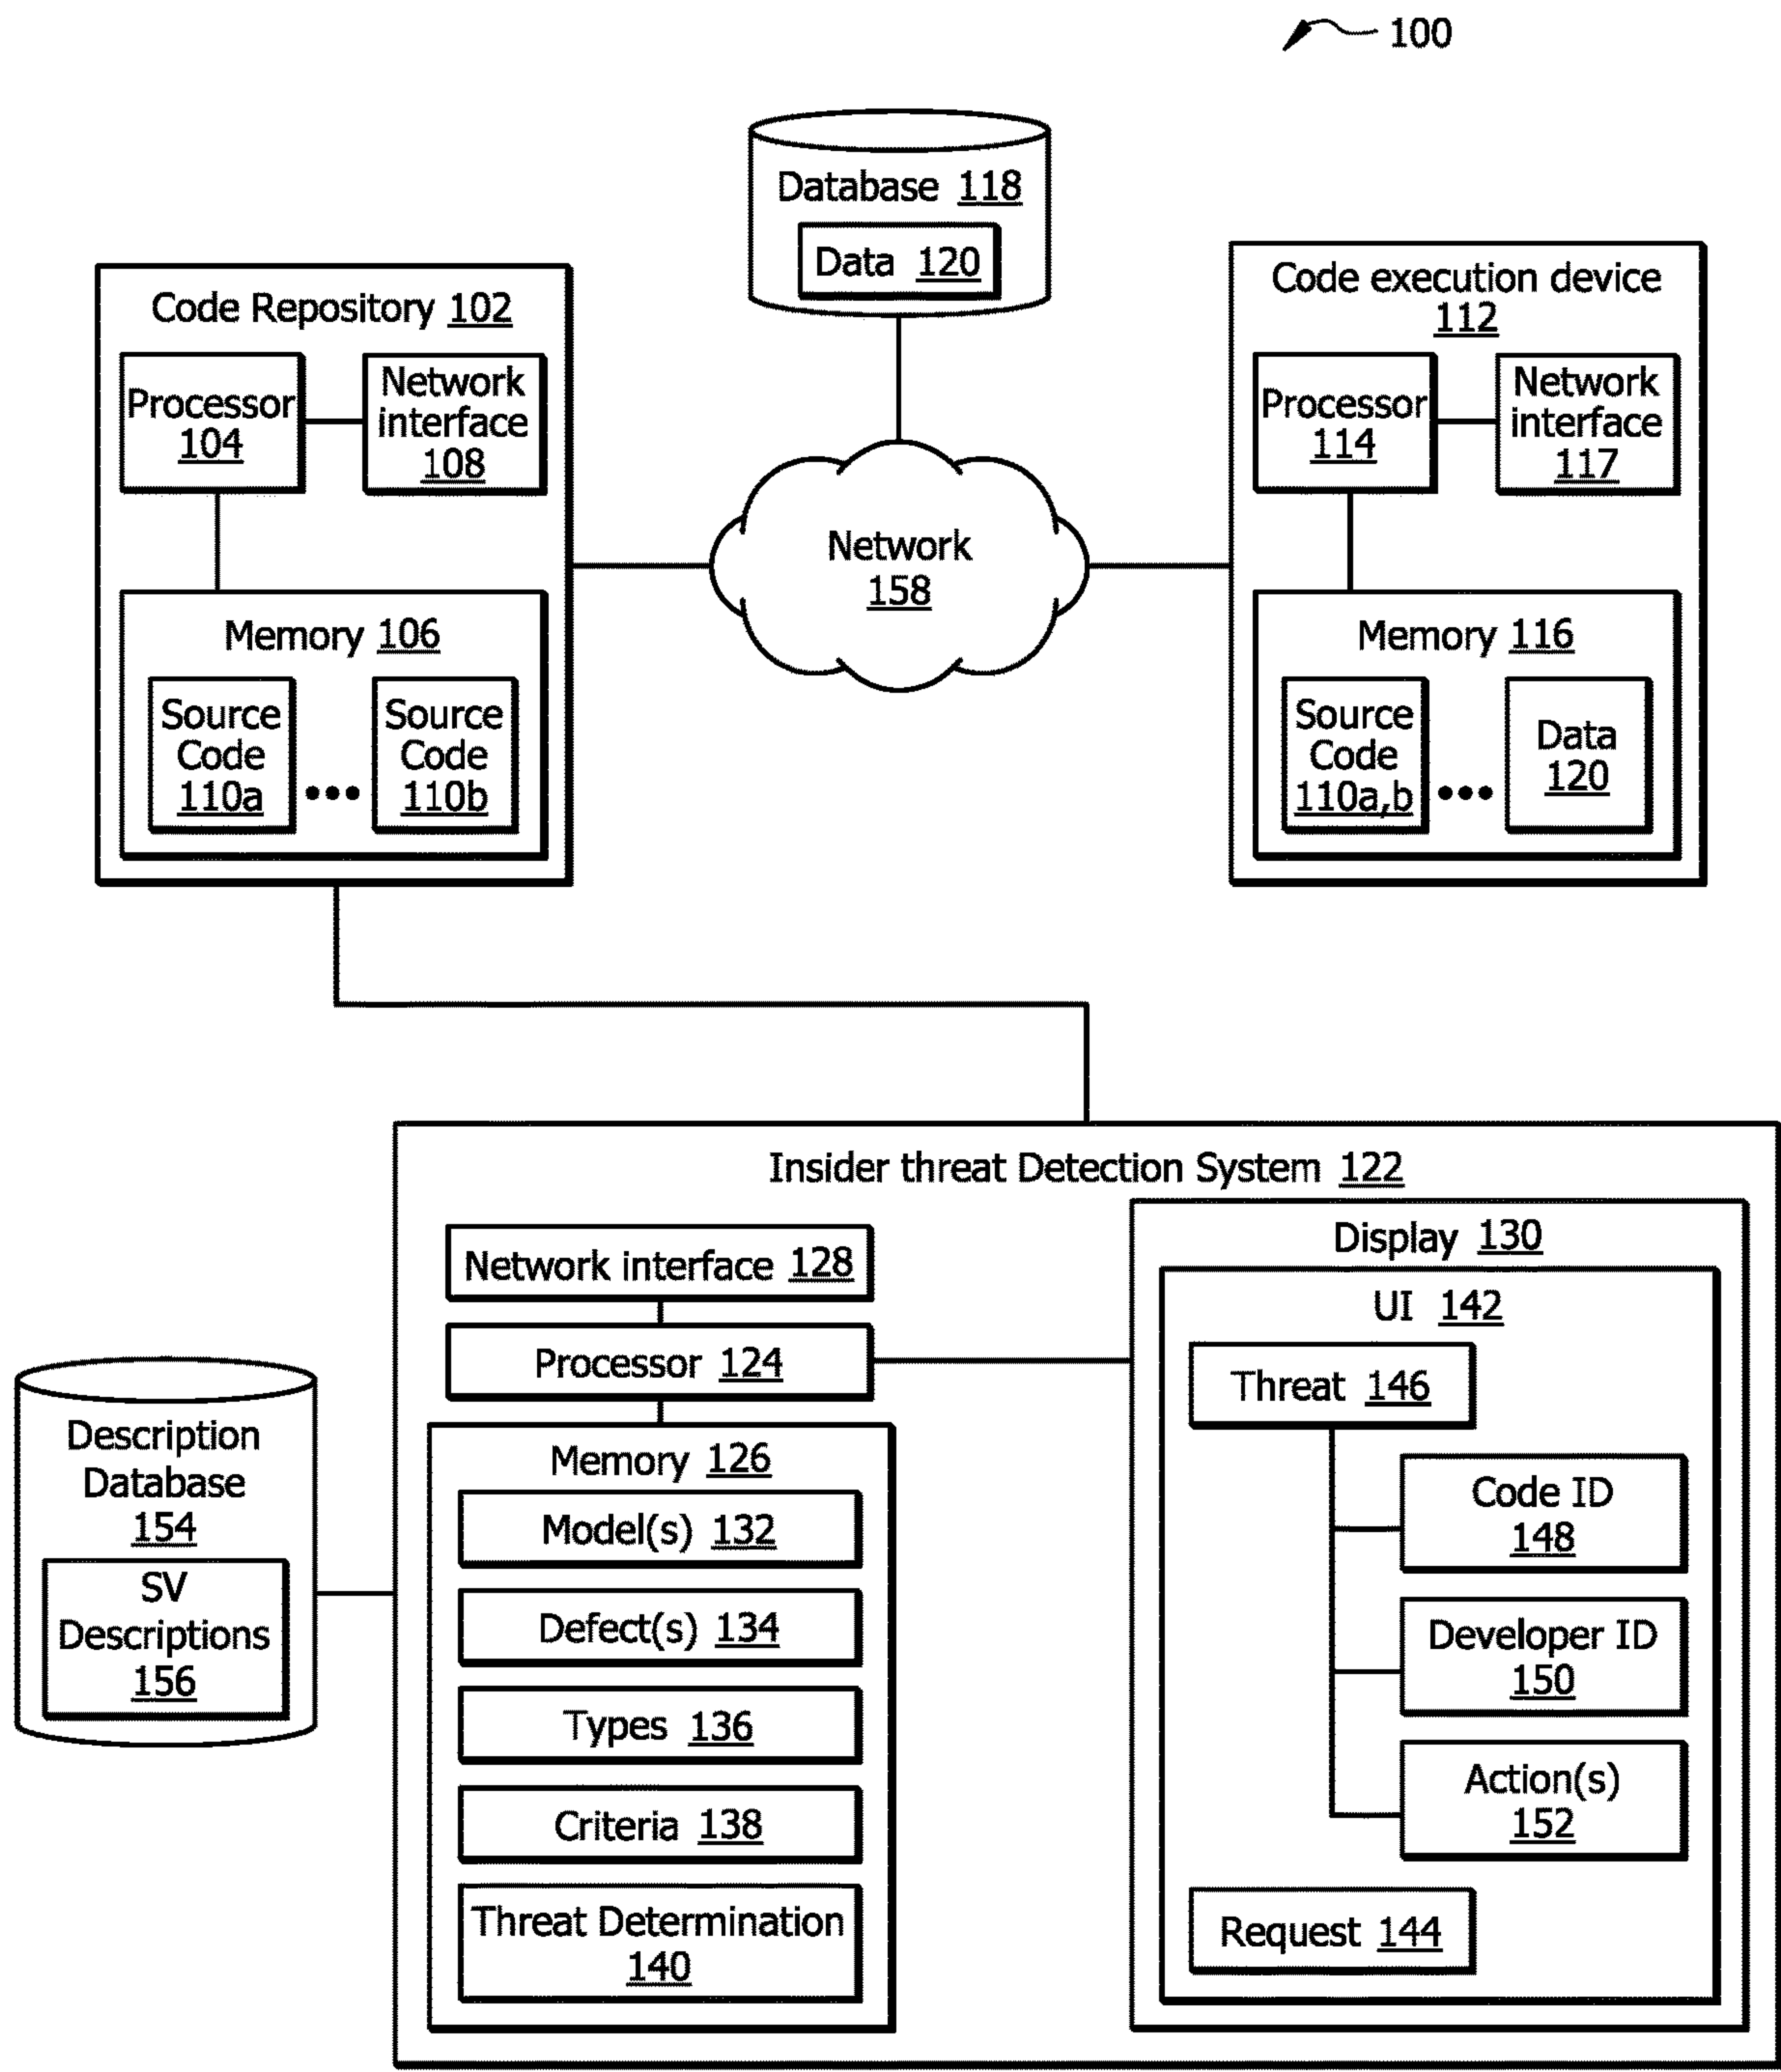 100
Database 118
Data 120
Code Repository 102
Processor
104
Network
interface
108
Memory 106
Source
Code
110a
•••
Source
Code
110b
Network
158
Code execution device
112
Processor
114
Network
interface
117
Memory 116
Source
Code
110a,b
•••
Data
120
Insider threat Detection System 122
Network interface 128
Processor 124
Memory 126
Model(s) 132
Defect(s) 134
Types 136
Criteria 138
Threat Determination
140
Display 130
UI 142
Threat 146
Code ID
148
Developer ID
150
Action(s)
152
Request 144
Description
Database
154
SV
Descriptions
156